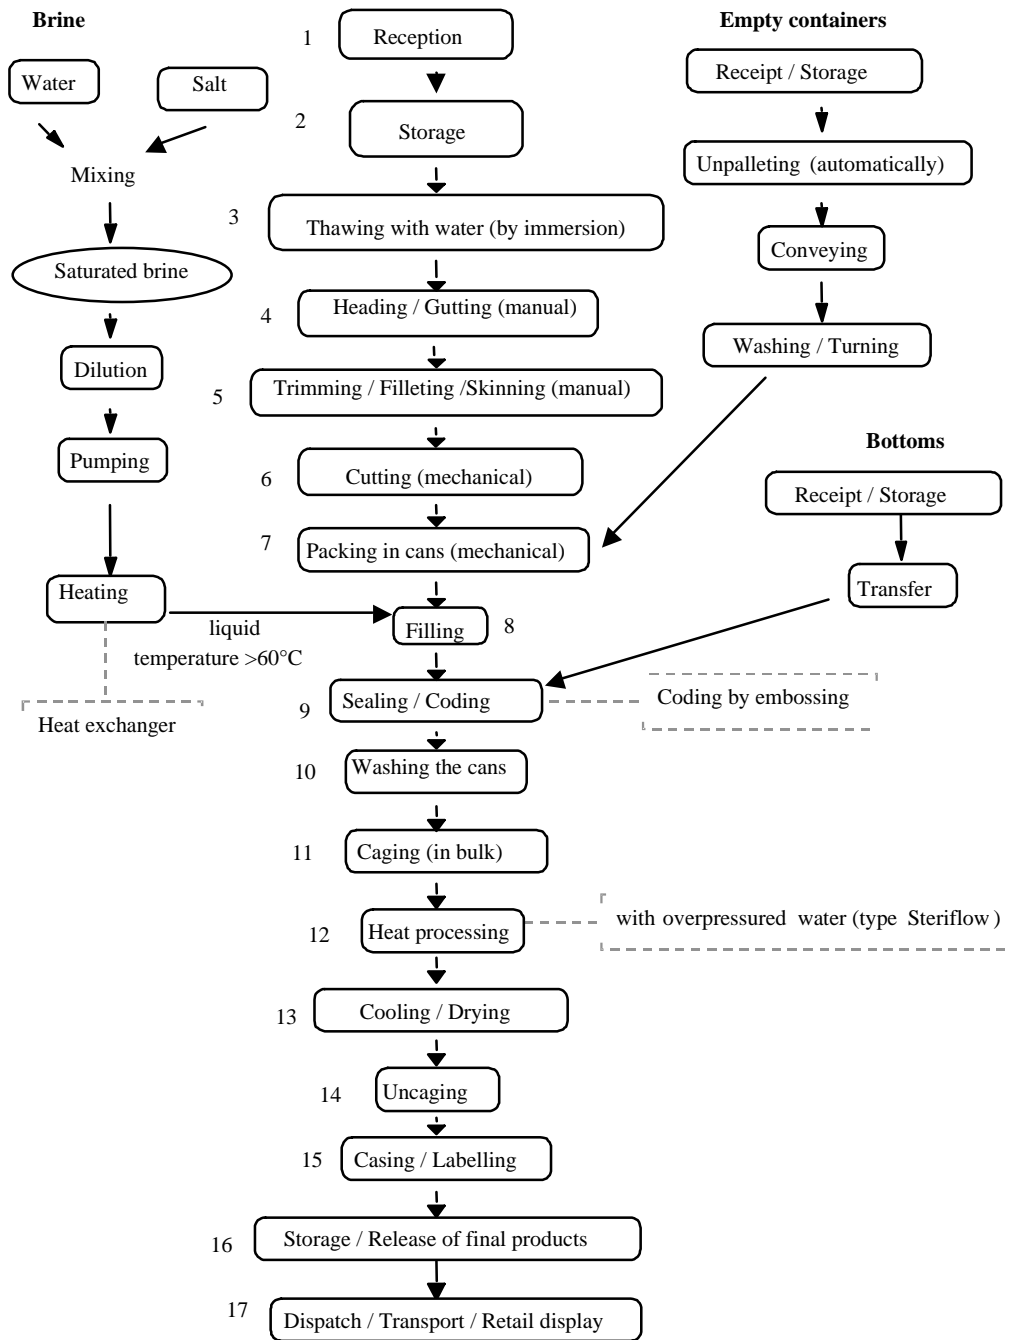 Brine
Empty containers
1
Reception
Water
Salt
Receipt / Storage
2
Storage
Mixing
Unpalleting (automatically)
3
Thawing with water (by immersion)
Saturated brine
Conveying
4
Heading / Gutting (manual)
Washing / Turning
Dilution
5
Trimming / Filleting /Skinning (manual)
Bottoms
Pumping
6
Cutting (mechanical)
Receipt / Storage
7
Packing in cans (mechanical)
Heating
Transfer
liquid
temperature >60°C
Filling
8
Heat exchanger
9
Sealing / Coding
Coding by embossing
10
Washing the cans
11
Caging (in bulk)
12
Heat processing
with overpressured water (type Steriflow)
13
Cooling / Drying
14
Uncaging
15
Casing / Labelling
16
Storage / Release of final products
17
Dispatch / Transport / Retail display